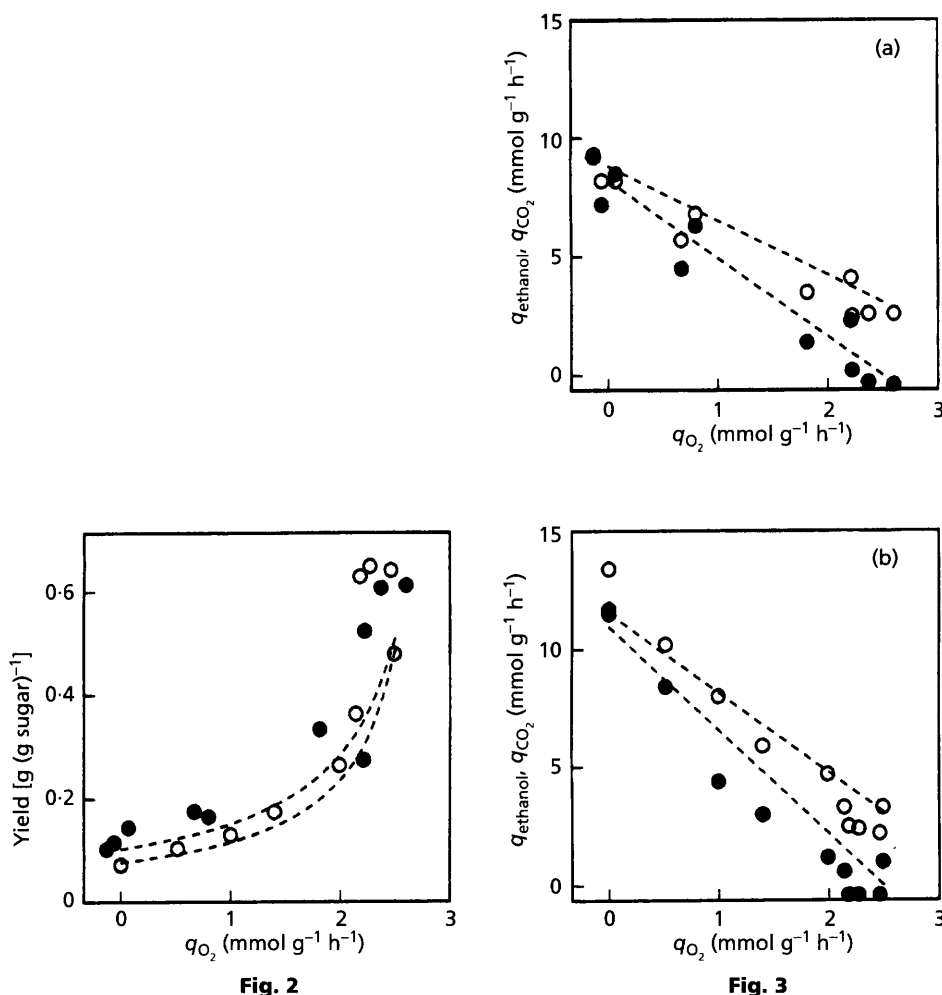 15
(a)
10
5
0
q_ethanol, q_CO₂ (mmol g⁻¹ h⁻¹)
0 1 2 3
q_O₂ (mmol g⁻¹ h⁻¹)
0·6
0·4
0·2
0
Yield [g (g sugar)⁻¹]
0 1 2 3
q_O₂ (mmol g⁻¹ h⁻¹)
Fig. 2
15
(b)
10
5
0
q_ethanol, q_CO₂ (mmol g⁻¹ h⁻¹)
0 1 2 3
q_O₂ (mmol g⁻¹ h⁻¹)
Fig. 3